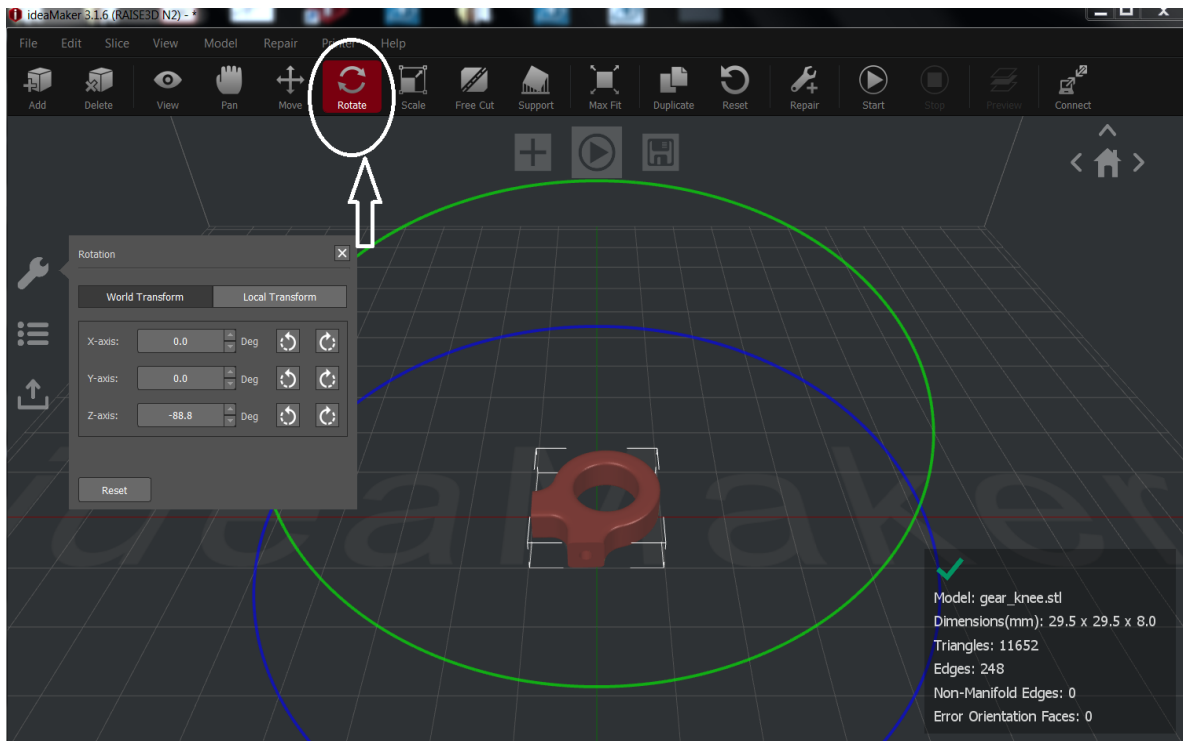 ideaMaker 3.1.6 (RAISE3D N2) - *
File Edit Slice View Model Repair Printer Help
Add Delete View Pan Move Rotate Scale Free Cut Support Max Fit Duplicate Reset Repair Start Stop Preview Connect
Rotation
World Transform Local Transform
X-axis: 0.0 Deg
Y-axis: 0.0 Deg
Z-axis: -88.8 Deg
Reset
ideaMaker
Model: gear_knee.stl
Dimensions(mm): 29.5 x 29.5 x 8.0
Triangles: 11652
Edges: 248
Non-Manifold Edges: 0
Error Orientation Faces: 0